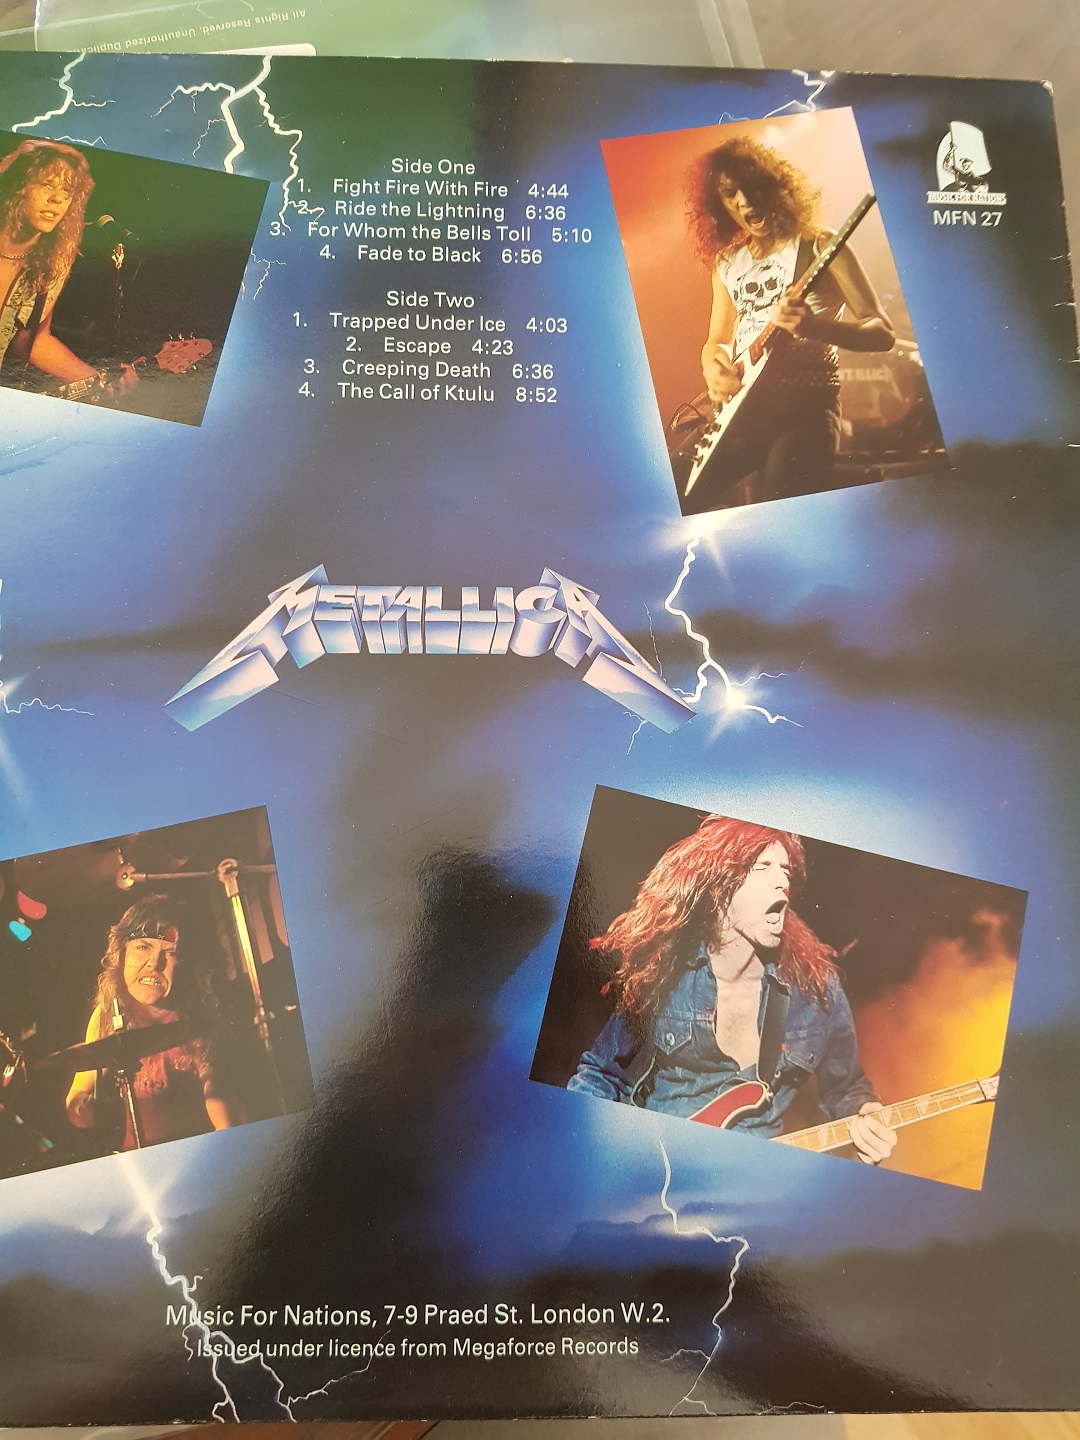 All Rights Reserved. Unauthorized
Side One
1. Fight Fire With Fire 4:44
2. Ride the Lightning 6:36
3. For Whom the Bells Toll 5:10
4. Fade to Black 6:56
Side Two
1. Trapped Under Ice 4:03
2. Escape 4:23
3. Creeping Death 6:36
4. The Call of Ktulu 8:52
MUSIC FOR NATIONS
MFN 27
METALLICA
Music For Nations, 7-9 Praed St. London W.2.
Issued under licence from Megaforce Records